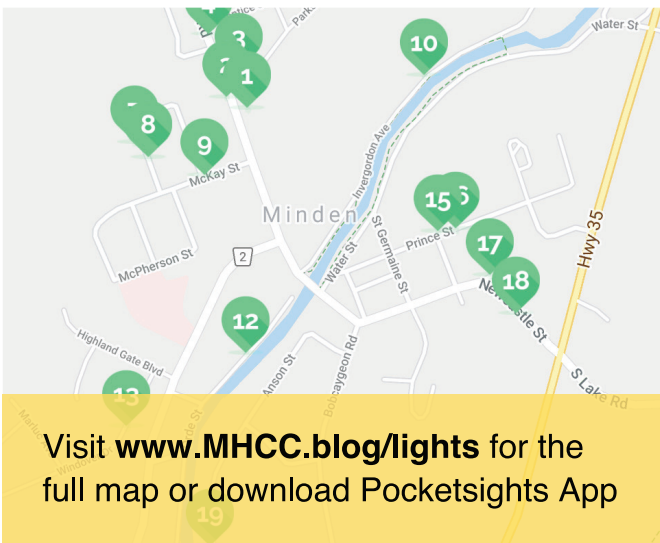 Water St
3
10
1
8
9
McKay St
Invergordon Ave
Minden
15
Prince St
St Germaine St
17
Hwy 35
2
McPherson St
Water St
18
Newcastle St
12
Highland Gate Blvd
Anson St
Bobcaygeon Rd
S Lake Rd
13
Visit www.MHCC.blog/lights for the
full map or download Pocketsights App
19